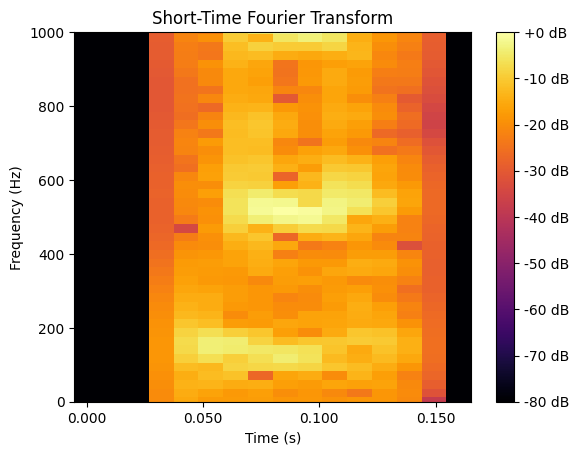 Short-Time Fourier Transform
1000
800
600
400
200
0
Frequency (Hz)
0.000
0.050
0.100
0.150
Time (s)
+0 dB
-10 dB
-20 dB
-30 dB
-40 dB
-50 dB
-60 dB
-70 dB
-80 dB